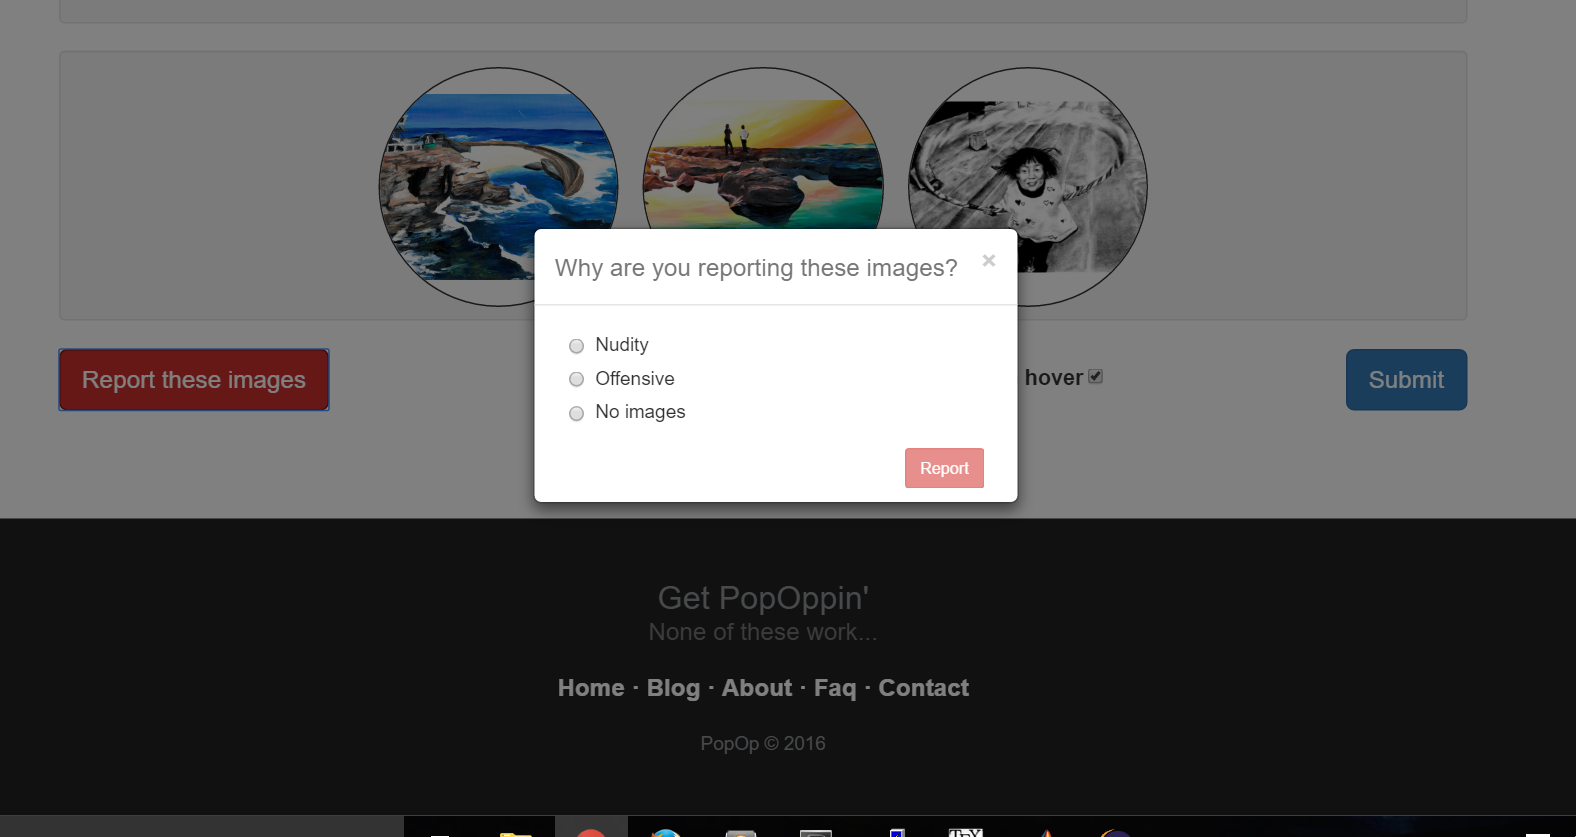 Why are you reporting these images? ×
Nudity
Offensive
No images
Report
Report these images
hover
Submit
Get PopOppin'
None of these work...
Home · Blog · About · Faq · Contact
PopOp © 2016